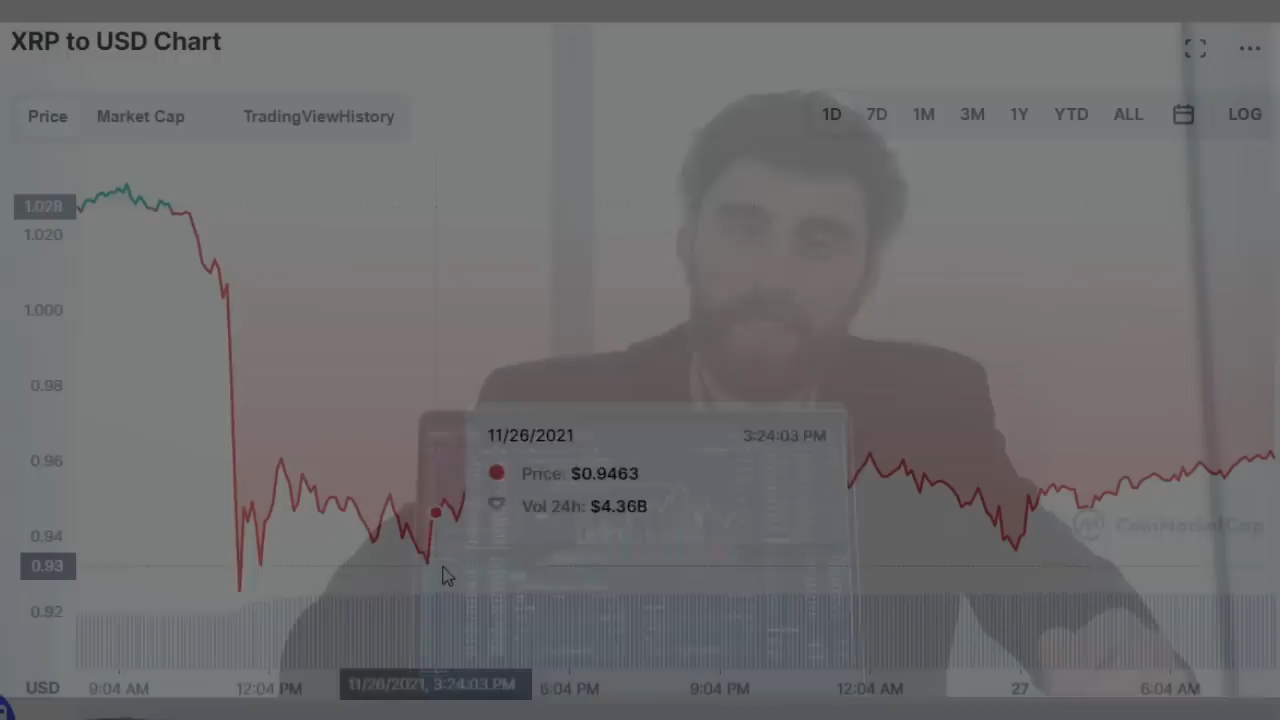 XRP to USD Chart
Price Market Cap TradingViewHistory
1D 7D 1M 3M 1Y YTD ALL LOG
1.028
1.020
1.000
0.98
0.96
0.94
0.93
0.92
11/26/2021 3:24:03 PM
Price: $0.9463
Vol 24h: $4.36B
CoinMarketCap
USD 9:04 AM 12:04 PM 11/26/2021, 3:24:03 PM 6:04 PM 9:04 PM 12:04 AM 27 6:04 AM